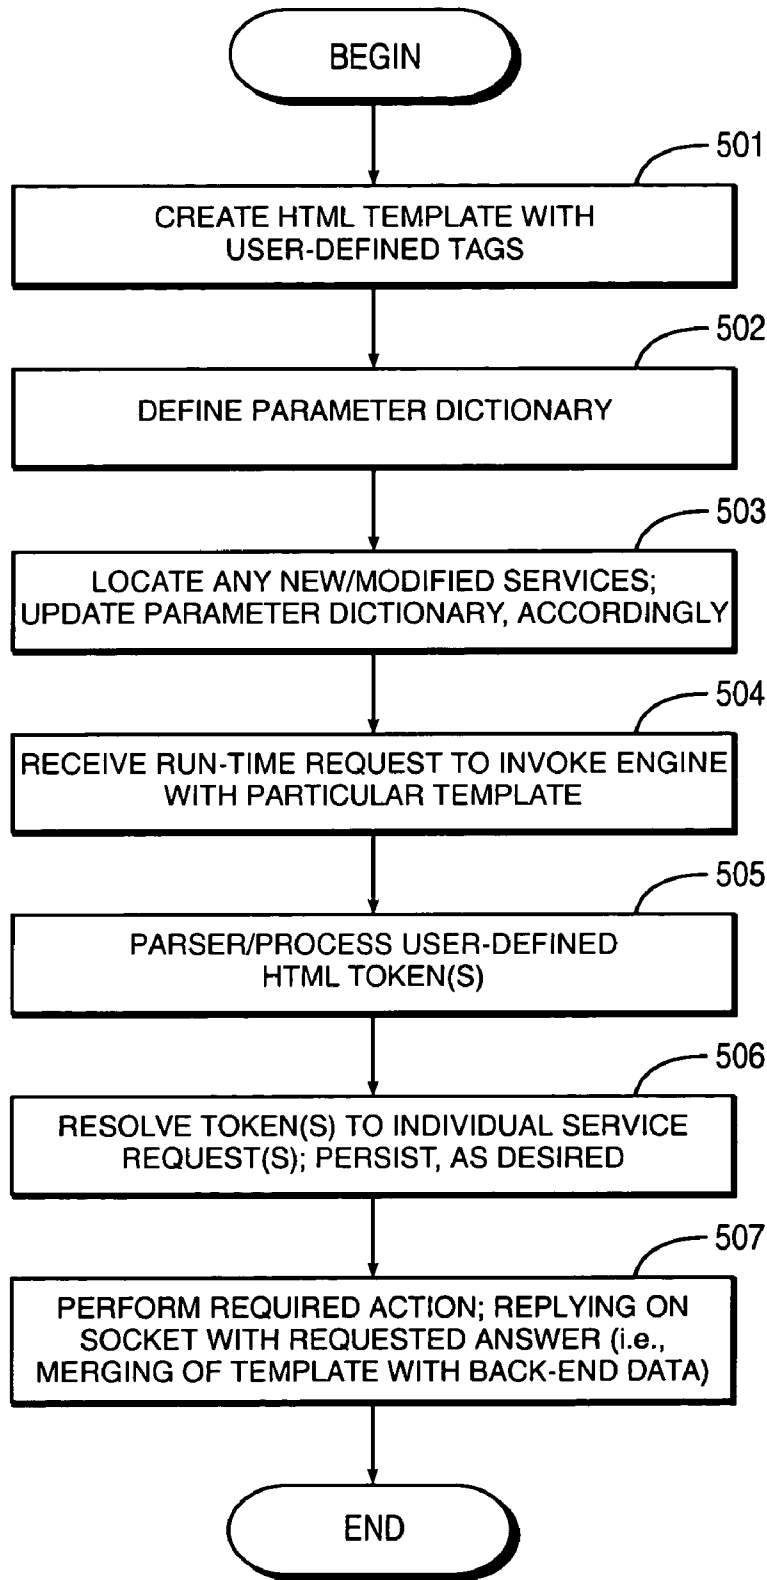 BEGIN
501
CREATE HTML TEMPLATE WITH
USER-DEFINED TAGS
502
DEFINE PARAMETER DICTIONARY
503
LOCATE ANY NEW/MODIFIED SERVICES;
UPDATE PARAMETER DICTIONARY, ACCORDINGLY
504
RECEIVE RUN-TIME REQUEST TO INVOKE ENGINE
WITH PARTICULAR TEMPLATE
505
PARSER/PROCESS USER-DEFINED
HTML TOKEN(S)
506
RESOLVE TOKEN(S) TO INDIVIDUAL SERVICE
REQUEST(S); PERSIST, AS DESIRED
507
PERFORM REQUIRED ACTION; REPLYING ON
SOCKET WITH REQUESTED ANSWER (i.e.,
MERGING OF TEMPLATE WITH BACK-END DATA)
END